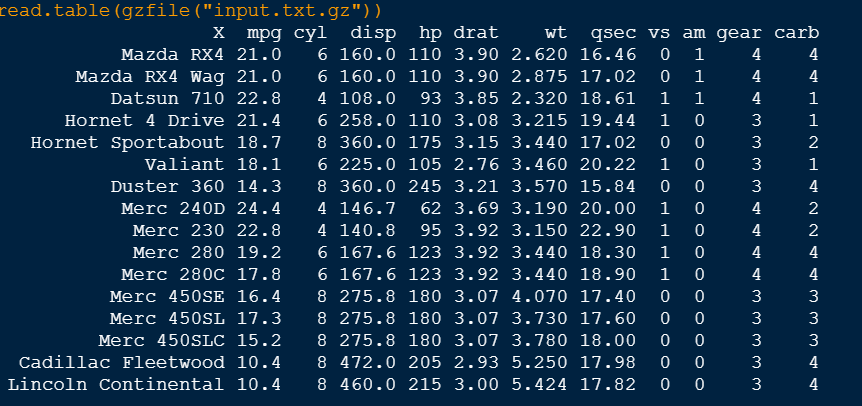 read.table(gzfile("input.txt.gz"))
X mpg cyl disp hp drat wt qsec vs am gear carb
Mazda RX4 21.0 6 160.0 110 3.90 2.620 16.46 0 1 4 4
Mazda RX4 Wag 21.0 6 160.0 110 3.90 2.875 17.02 0 1 4 4
Datsun 710 22.8 4 108.0 93 3.85 2.320 18.61 1 1 4 1
Hornet 4 Drive 21.4 6 258.0 110 3.08 3.215 19.44 1 0 3 1
Hornet Sportabout 18.7 8 360.0 175 3.15 3.440 17.02 0 0 3 2
Valiant 18.1 6 225.0 105 2.76 3.460 20.22 1 0 3 1
Duster 360 14.3 8 360.0 245 3.21 3.570 15.84 0 0 3 4
Merc 240D 24.4 4 146.7 62 3.69 3.190 20.00 1 0 4 2
Merc 230 22.8 4 140.8 95 3.92 3.150 22.90 1 0 4 2
Merc 280 19.2 6 167.6 123 3.92 3.440 18.30 1 0 4 4
Merc 280C 17.8 6 167.6 123 3.92 3.440 18.90 1 0 4 4
Merc 450SE 16.4 8 275.8 180 3.07 4.070 17.40 0 0 3 3
Merc 450SL 17.3 8 275.8 180 3.07 3.730 17.60 0 0 3 3
Merc 450SLC 15.2 8 275.8 180 3.07 3.780 18.00 0 0 3 3
Cadillac Fleetwood 10.4 8 472.0 205 2.93 5.250 17.98 0 0 3 4
Lincoln Continental 10.4 8 460.0 215 3.00 5.424 17.82 0 0 3 4